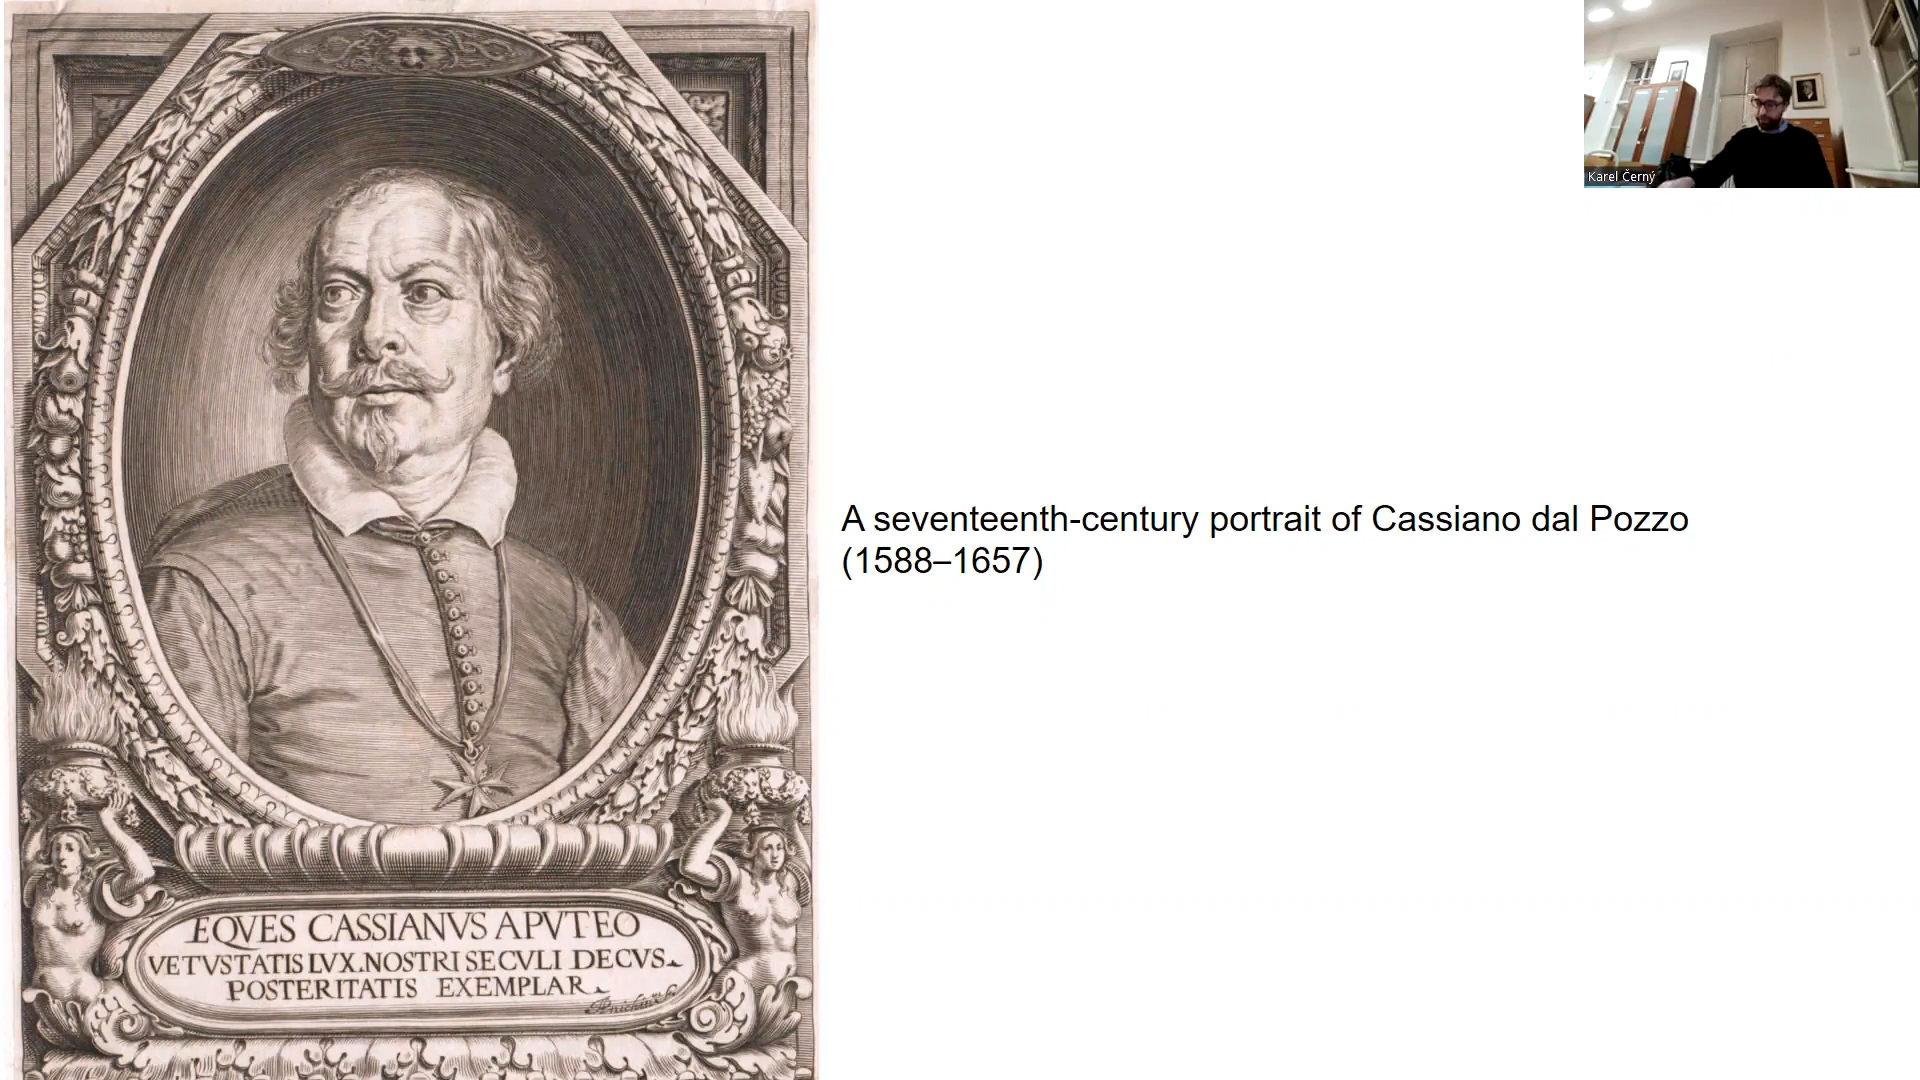 A seventeenth-century portrait of Cassiano dal Pozzo
(1588–1657)
EQVES CASSIANVS A PVTEO
VETVSTATIS LVX. NOSTRI SECVLI DECVS.
POSTERITATIS EXEMPLAR.
Karel Černý